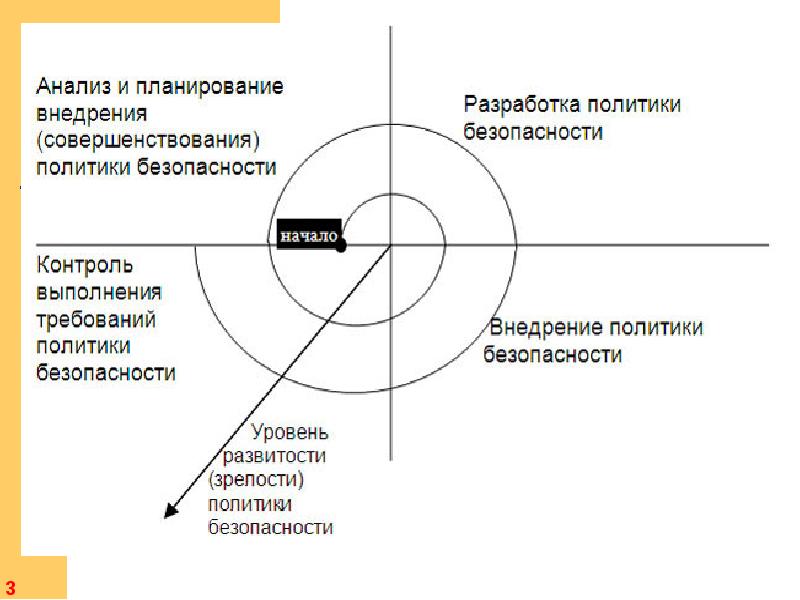 Анализ и планирование
внедрения
(совершенствования)
политики безопасности
Разработка политики
безопасности
начало
Контроль
выполнения
требований
политики
безопасности
Внедрение политики
безопасности
Уровень
развитости
(зрелости)
политики
безопасности
3